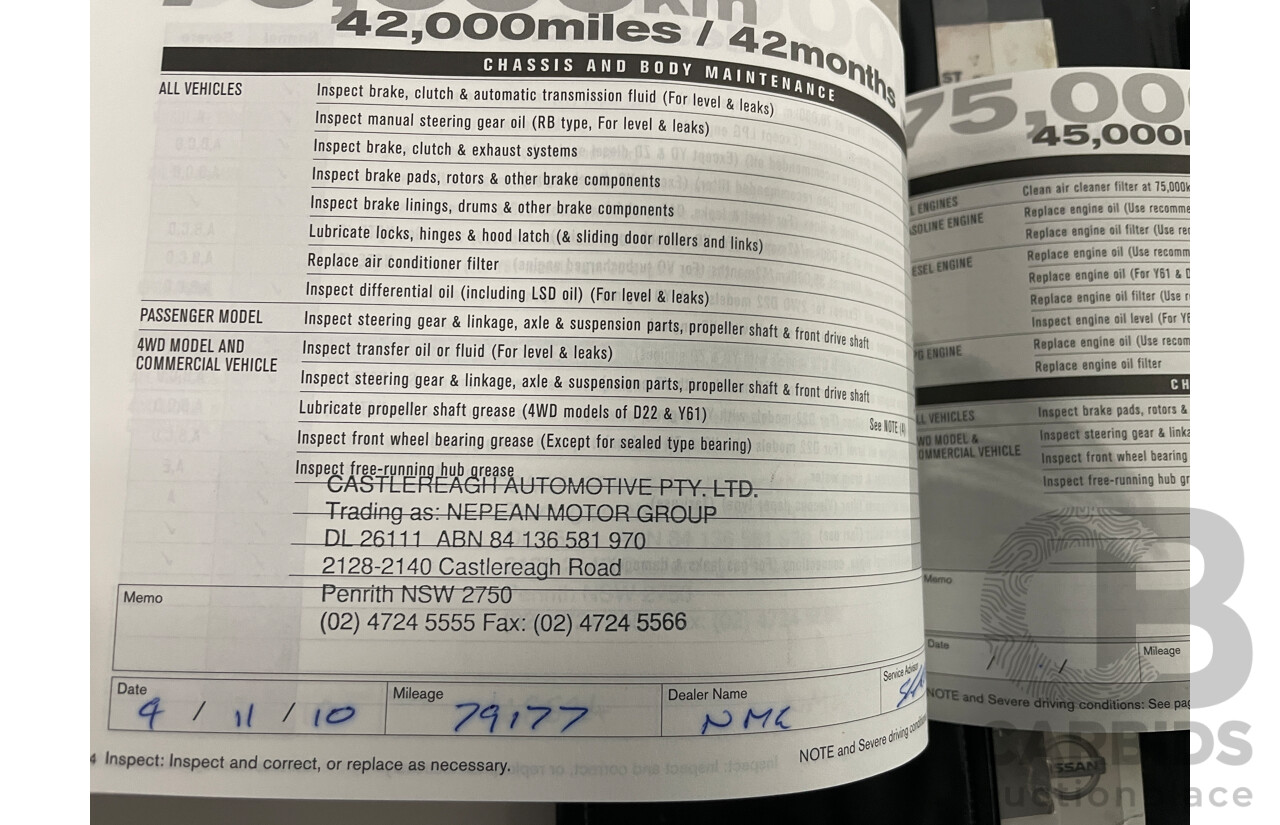 km
42,000miles / 42months
CHASSIS AND BODY MAINTENANCE
ALL VEHICLES
Inspect brake, clutch & automatic transmission fluid (For level & leaks)
Inspect manual steering gear oil (RB type, For level & leaks)
Inspect brake, clutch & exhaust systems
Inspect brake pads, rotors & other brake components
Inspect brake linings, drums & other brake components
Lubricate locks, hinges & hood latch (& sliding door rollers and links)
Replace air conditioner filter
Inspect differential oil (including LSD oil) (For level & leaks)
PASSENGER MODEL
Inspect steering gear & linkage, axle & suspension parts, propeller shaft & front drive shaft
4WD MODEL AND
COMMERCIAL VEHICLE
Inspect transfer oil or fluid (For level & leaks)
Inspect steering gear & linkage, axle & suspension parts, propeller shaft & front drive shaft
Lubricate propeller shaft grease (4WD models of D22 & Y61)
See NOTE (4)
Inspect front wheel bearing grease (Except for sealed type bearing)
Inspect free-running hub grease
CASTLEREAGH AUTOMOTIVE PTY. LTD.
Trading as: NEPEAN MOTOR GROUP
DL 26111 ABN 84 136 581 970
2128-2140 Castlereagh Road
Penrith NSW 2750
(02) 4724 5555 Fax: (02) 4724 5566
Memo
Date
Mileage
Dealer Name
Service Advisor
9 / 11 / 10
79177
NMG
4 Inspect: Inspect and correct, or replace as necessary.
NOTE and Severe driving
ST
75,00
45,000
Clean air cleaner filter at 75,000k
ENGINES
Replace engine oil (Use recomme
ENGINE
Replace engine oil filter (Use re
Replace engine oil (Use recomm
ENGINE
Replace engine oil (For Y61 & D
Replace engine oil filter (Use r
Inspect engine oil level (For Y6
Replace engine oil (Use recom
ENGINE
Replace engine oil filter
CH
VEHICLES
Inspect brake pads, rotors &
MODEL &
VEHICLE
Inspect steering gear & linka
Inspect front wheel bearing
Inspect free-running hub gr
Memo
Date
/ /
Mileage
NOTE and Severe driving conditions: See pag
CB
CARBIDS
uctionplace
NISSAN